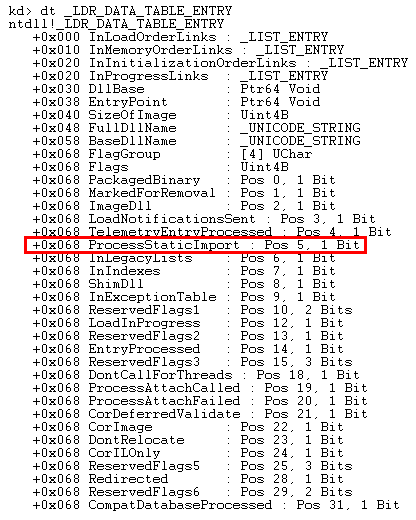 kd> dt _LDR_DATA_TABLE_ENTRY
ntdll!_LDR_DATA_TABLE_ENTRY
+0x000 InLoadOrderLinks : _LIST_ENTRY
+0x010 InMemoryOrderLinks : _LIST_ENTRY
+0x020 InInitializationOrderLinks : _LIST_ENTRY
+0x020 InProgressLinks : _LIST_ENTRY
+0x030 DllBase : Ptr64 Void
+0x038 EntryPoint : Ptr64 Void
+0x040 SizeOfImage : Uint4B
+0x048 FullDllName : _UNICODE_STRING
+0x058 BaseDllName : _UNICODE_STRING
+0x068 FlagGroup : [4] UChar
+0x068 Flags : Uint4B
+0x068 PackagedBinary : Pos 0, 1 Bit
+0x068 MarkedForRemoval : Pos 1, 1 Bit
+0x068 ImageDll : Pos 2, 1 Bit
+0x068 LoadNotificationsSent : Pos 3, 1 Bit
+0x068 TelemetryEntryProcessed : Pos 4, 1 Bit
+0x068 ProcessStaticImport : Pos 5, 1 Bit
+0x068 InLegacyLists : Pos 6, 1 Bit
+0x068 InIndexes : Pos 7, 1 Bit
+0x068 ShimDll : Pos 8, 1 Bit
+0x068 InExceptionTable : Pos 9, 1 Bit
+0x068 ReservedFlags1 : Pos 10, 2 Bits
+0x068 LoadInProgress : Pos 12, 1 Bit
+0x068 ReservedFlags2 : Pos 13, 1 Bit
+0x068 EntryProcessed : Pos 14, 1 Bit
+0x068 ReservedFlags3 : Pos 15, 3 Bits
+0x068 DontCallForThreads : Pos 18, 1 Bit
+0x068 ProcessAttachCalled : Pos 19, 1 Bit
+0x068 ProcessAttachFailed : Pos 20, 1 Bit
+0x068 CorDeferredValidate : Pos 21, 1 Bit
+0x068 CorImage : Pos 22, 1 Bit
+0x068 DontRelocate : Pos 23, 1 Bit
+0x068 CorILOnly : Pos 24, 1 Bit
+0x068 ReservedFlags5 : Pos 25, 3 Bits
+0x068 Redirected : Pos 28, 1 Bit
+0x068 ReservedFlags6 : Pos 29, 2 Bits
+0x068 CompatDatabaseProcessed : Pos 31, 1 Bit